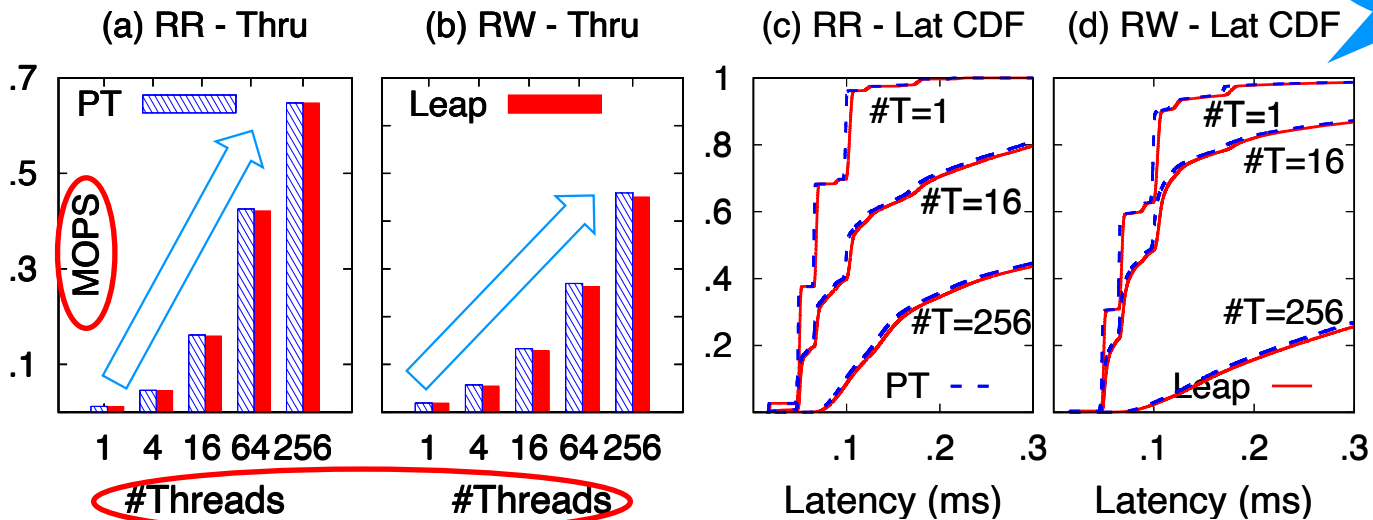 (a) RR - Thru
(b) RW - Thru
(c) RR - Lat CDF
(d) RW - Lat CDF
.7
.5
.3
.1
MOPS
PT
Leap
1 4 16 64 256
#Threads
1 4 16 64 256
#Threads
1
.8
.6
.4
.2
#T=1
#T=16
#T=256
PT
.1 .2 .3
Latency (ms)
#T=1
#T=16
#T=256
Leap
.1 .2 .3
Latency (ms)